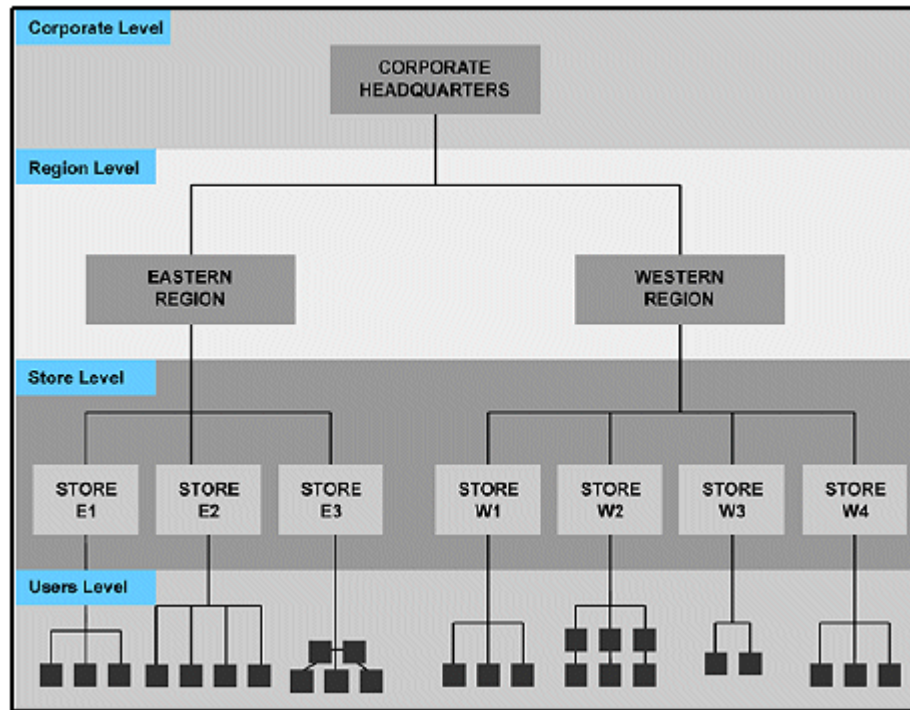 Corporate Level
CORPORATE
HEADQUARTERS
Region Level
EASTERN
REGION
WESTERN
REGION
Store Level
STORE
E1
STORE
E2
STORE
E3
STORE
W1
STORE
W2
STORE
W3
STORE
W4
Users Level